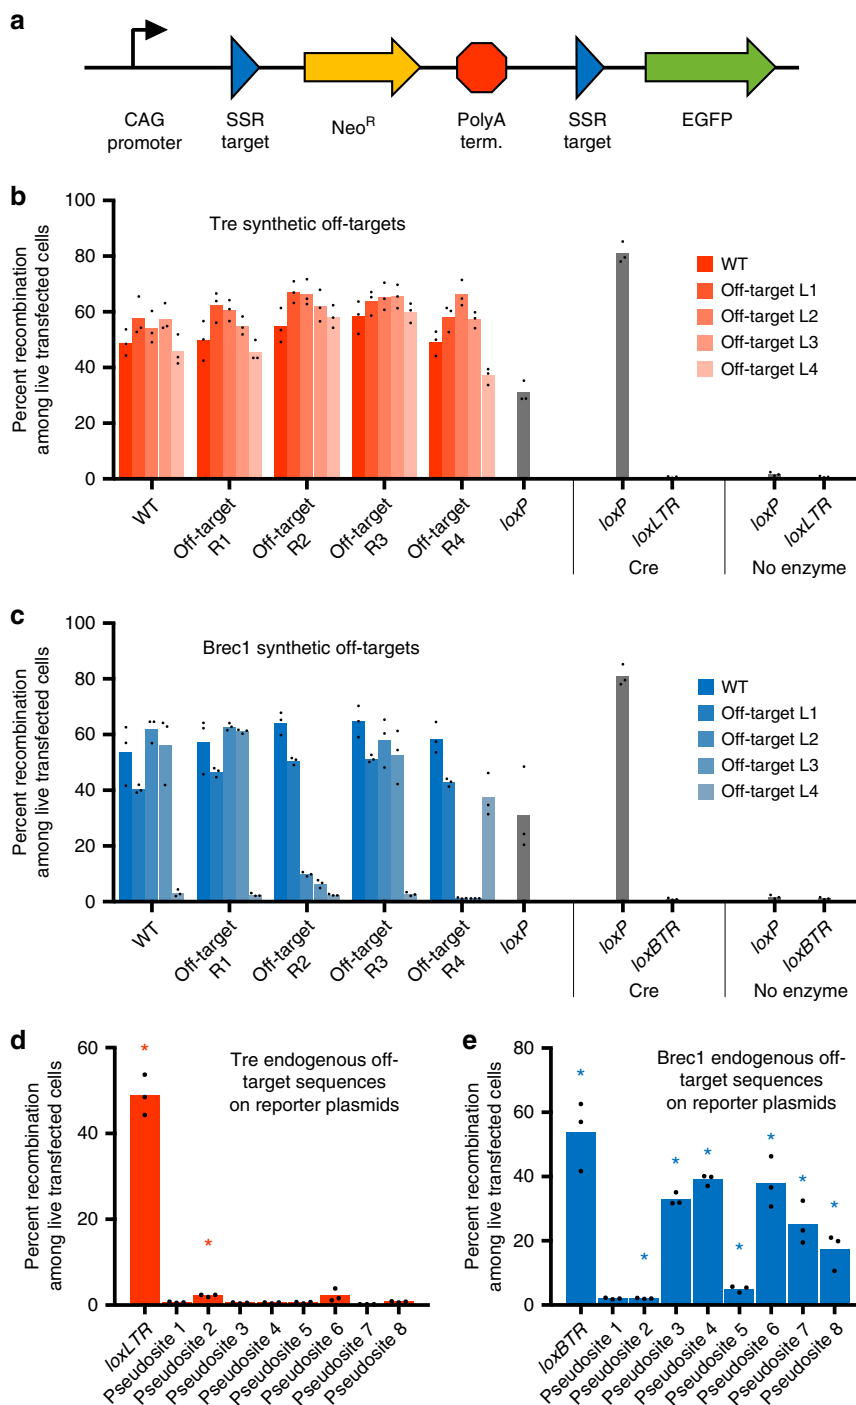 a
CAG
promoter
SSR
target
Neo^R
PolyA
term.
SSR
target
EGFP
b
Percent recombination
among live transfected cells
100
80
60
40
20
0
Tre synthetic off-targets
WT
Off-target L1
Off-target L2
Off-target L3
Off-target L4
WT
Off-target
R1
Off-target
R2
Off-target
R3
Off-target
R4
loxP
loxP
loxLTR
loxP
loxLTR
Cre
No enzyme
c
Percent recombination
among live transfected cells
100
80
60
40
20
0
Brec1 synthetic off-targets
WT
Off-target L1
Off-target L2
Off-target L3
Off-target L4
WT
Off-target
R1
Off-target
R2
Off-target
R3
Off-target
R4
loxP
loxP
loxBTR
loxP
loxBTR
Cre
No enzyme
d
Percent recombination
among live transfected cells
60
40
20
0
Tre endogenous off-
target sequences
on reporter plasmids
*
*
loxLTR
Pseudosite 1
Pseudosite 2
Pseudosite 3
Pseudosite 4
Pseudosite 5
Pseudosite 6
Pseudosite 7
Pseudosite 8
e
Percent recombination
among live transfected cells
80
60
40
20
0
Brec1 endogenous off-
target sequences
on reporter plasmids
*
*
*
*
*
*
*
*
loxBTR
Pseudosite 1
Pseudosite 2
Pseudosite 3
Pseudosite 4
Pseudosite 5
Pseudosite 6
Pseudosite 7
Pseudosite 8